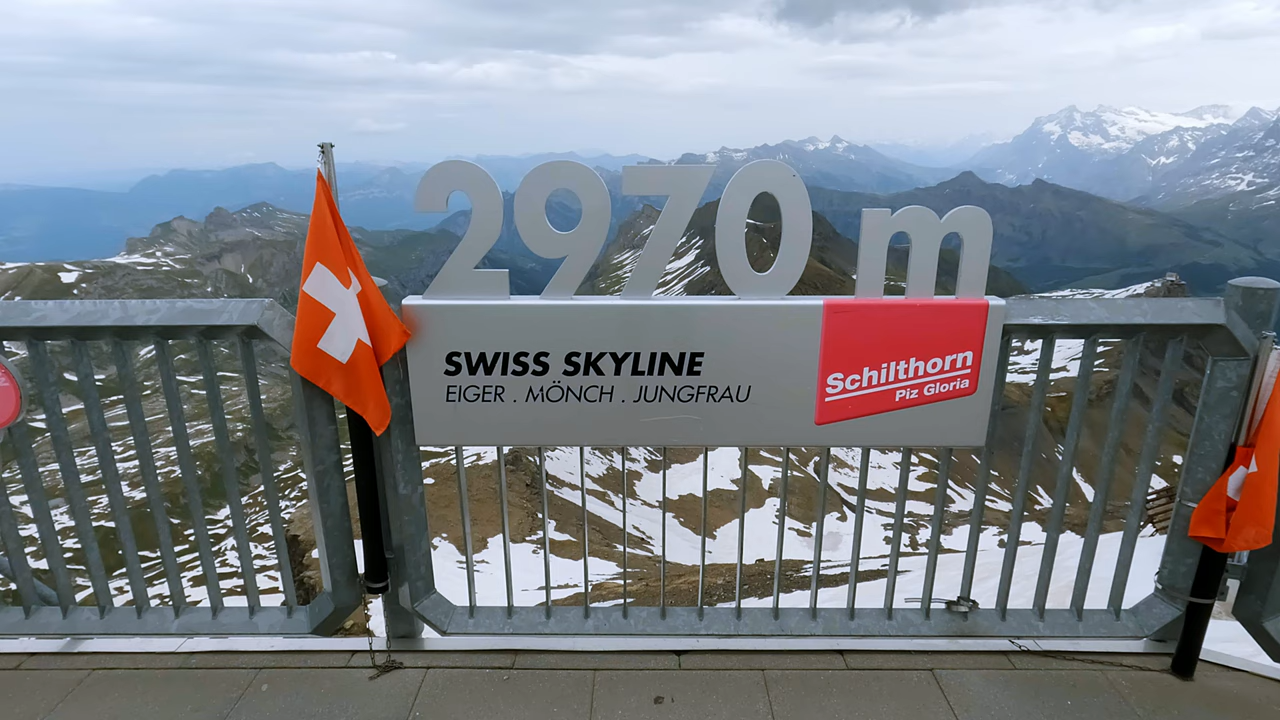 2970 m
SWISS SKYLINE
EIGER . MÖNCH . JUNGFRAU
Schilthorn
Piz Gloria